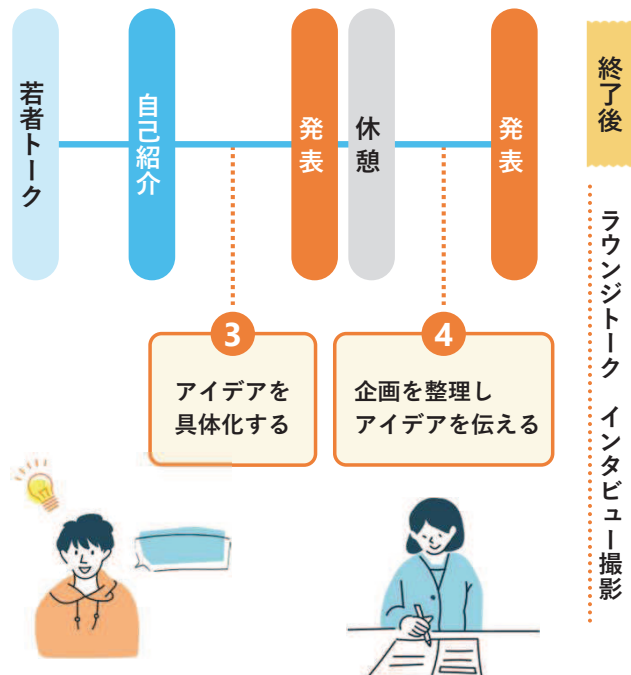 若者トーク
自己紹介
発表
休憩
発表
3
アイデアを
具体化する
4
企画を整理し
アイデアを伝える
終了後
ラウンジトーク　インタビュー撮影